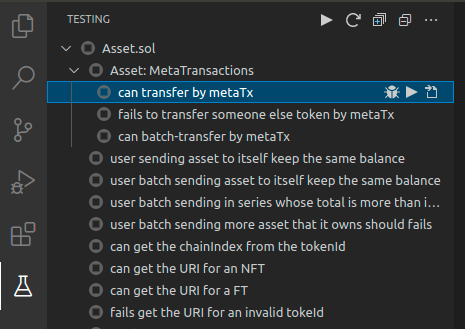 TESTING
Asset.sol
Asset: MetaTransactions
can transfer by metaTx
fails to transfer someone else token by metaTx
can batch-transfer by metaTx
user sending asset to itself keep the same balance
user batch sending asset to itself keep the same balance
user batch sending in series whose total is more than i...
user batch sending more asset that it owns should fails
can get the chainIndex from the tokenId
can get the URI for an NFT
can get the URI for a FT
fails get the URI for an invalid tokeId